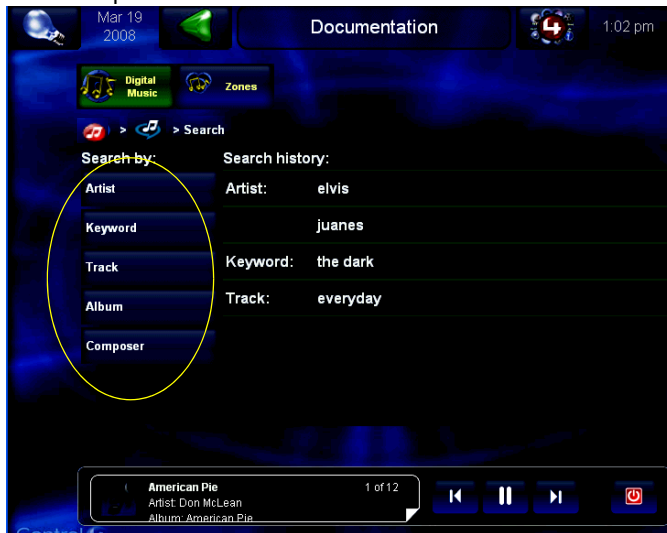 Mar 19
2008
Documentation
4
1:02 pm
Digital
Music
Zones
> > Search
Search by:
Search history:
Artist
Artist: elvis
Keyword
juanes
Track
Keyword: the dark
Album
Track: everyday
Composer
American Pie 1 of 12
Artist: Don McLean
Album: American Pie